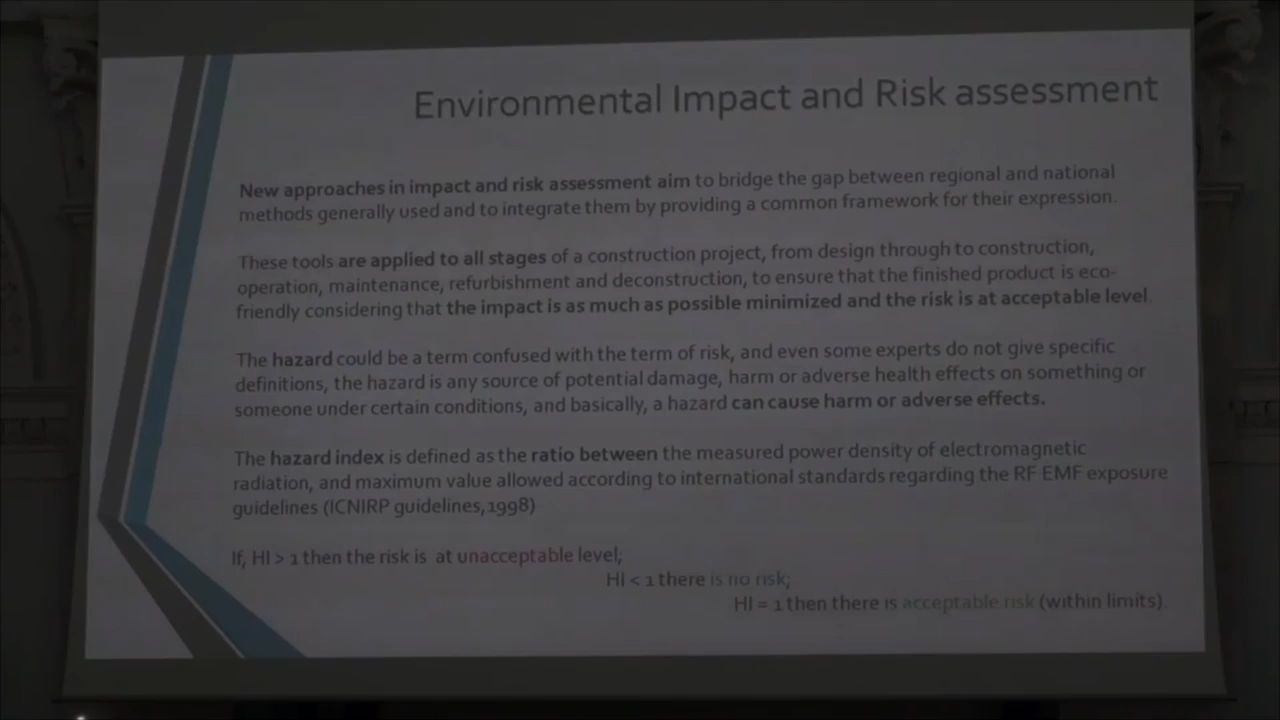 Environmental Impact and Risk assessment
New approaches in impact and risk assessment aim to bridge the gap between regional and national
methods generally used and to integrate them by providing a common framework for their expression.
These tools are applied to all stages of a construction project, from design through to construction,
operation, maintenance, refurbishment and deconstruction, to ensure that the finished product is eco-
friendly considering that the impact is as much as possible minimized and the risk is at acceptable level.
The hazard could be a term confused with the term of risk, and even some experts do not give specific
definitions, the hazard is any source of potential damage, harm or adverse health effects on something or
someone under certain conditions, and basically, a hazard can cause harm or adverse effects.
The hazard index is defined as the ratio between the measured power density of electromagnetic
radiation, and maximum value allowed according to international standards regarding the RF EMF exposure
guidelines (ICNIRP guidelines,1998)
If, HI > 1 then the risk is at unacceptable level;
HI < 1 there is no risk;
HI = 1 then there is acceptable risk (within limits).